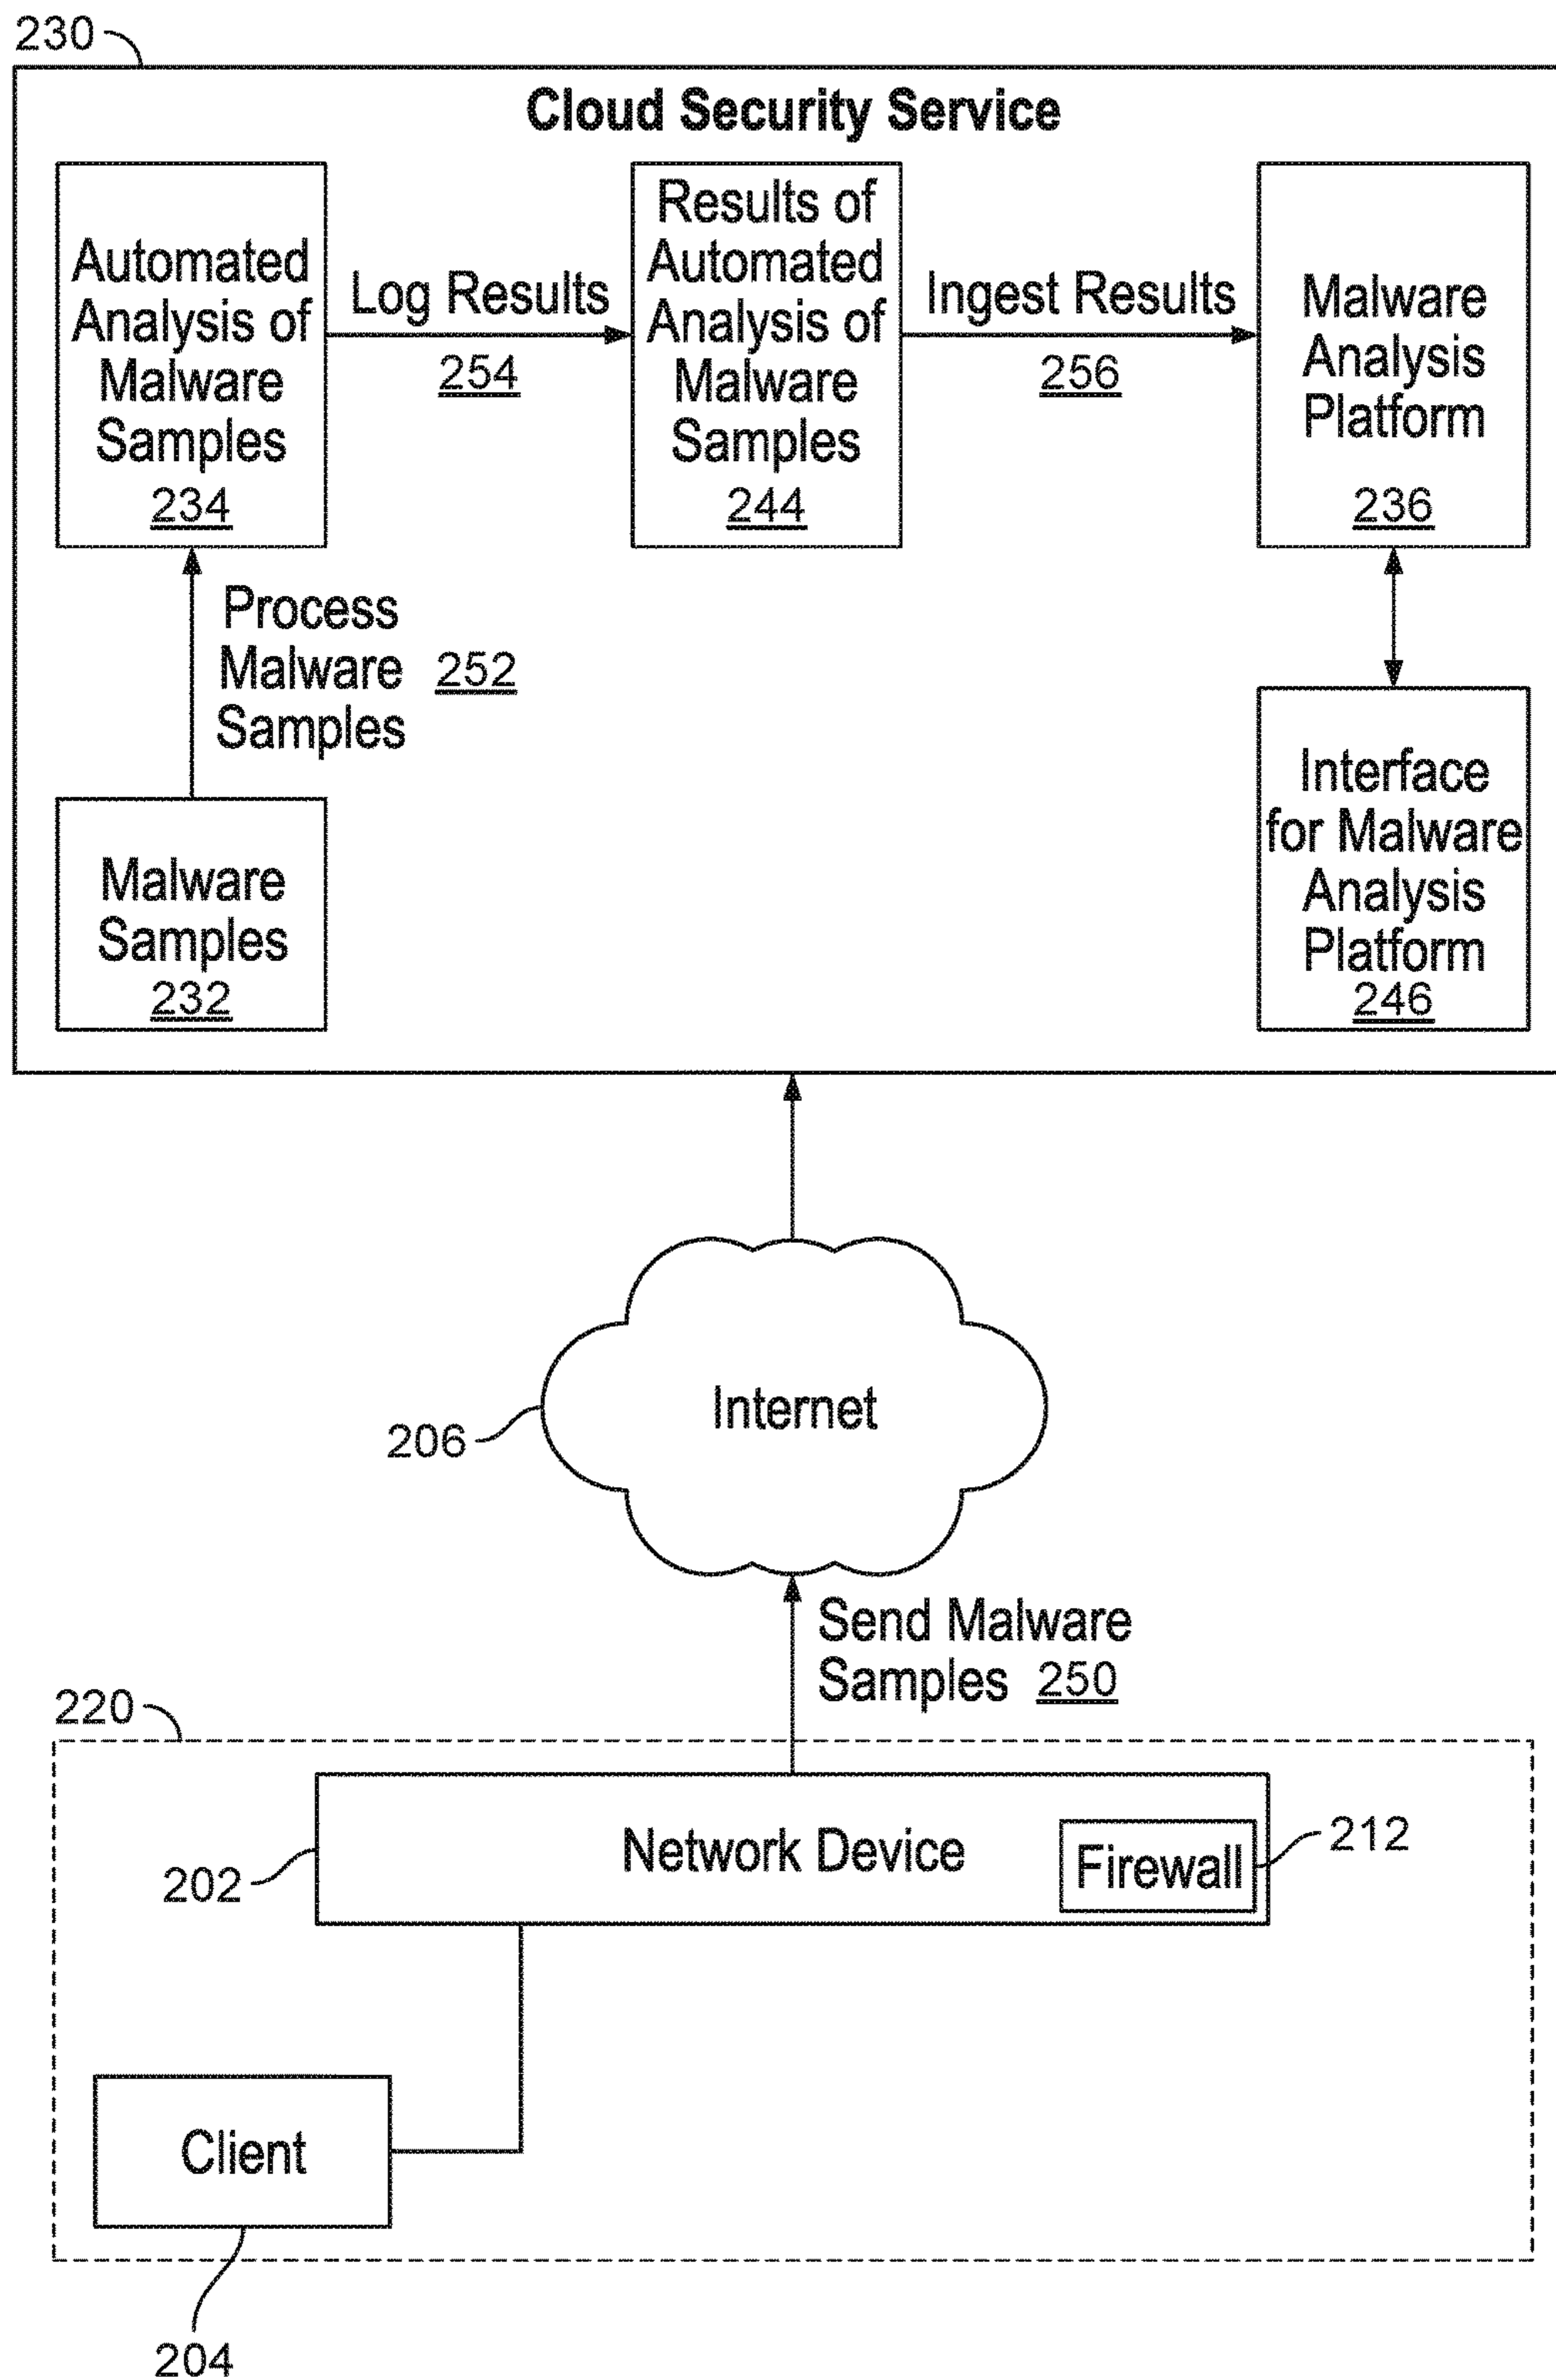 230
Cloud Security Service
Automated
Analysis of
Malware
Samples
234
Log Results
254
Results of
Automated
Analysis of
Malware
Samples
244
Ingest Results
256
Malware
Analysis
Platform
236
Process
Malware 252
Samples
Malware
Samples
232
Interface
for Malware
Analysis
Platform
246
Internet
206
Send Malware
Samples 250
220
Network Device
Firewall
212
202
Client
204